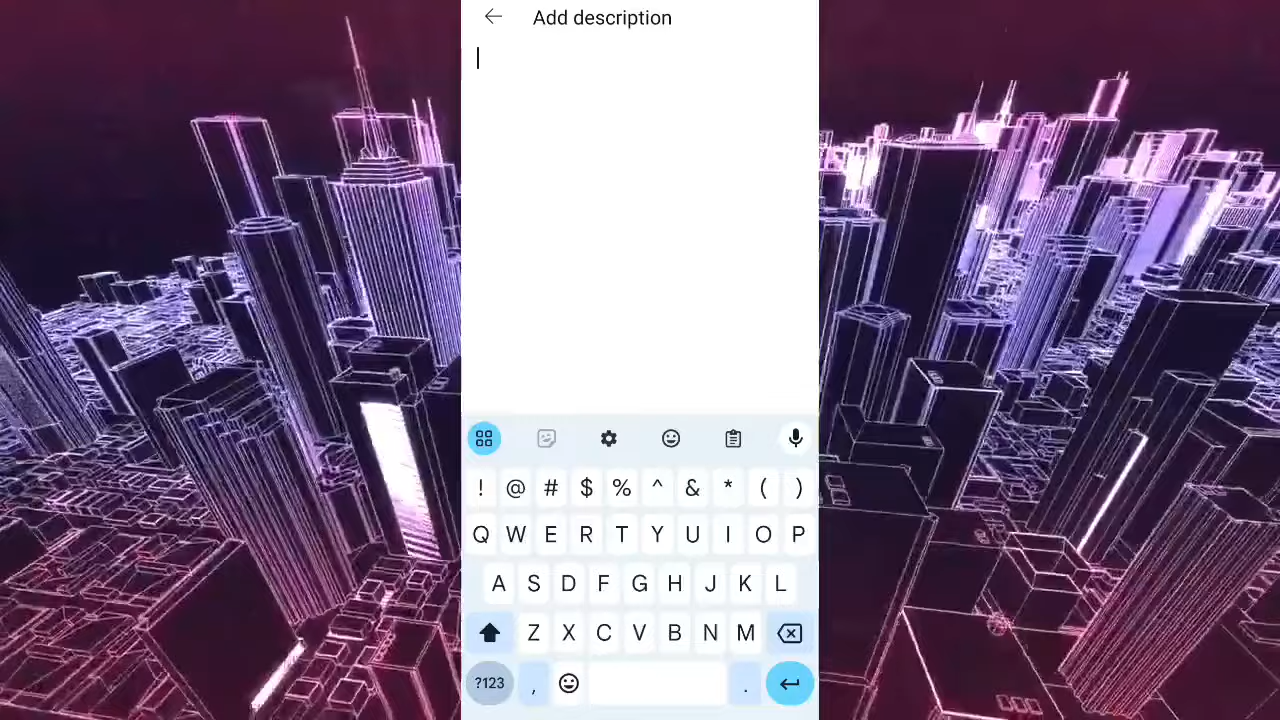 Add description
! @ # $ % ^ & * ( )
Q W E R T Y U I O P
A S D F G H J K L
Z X C V B N M
?123 , .